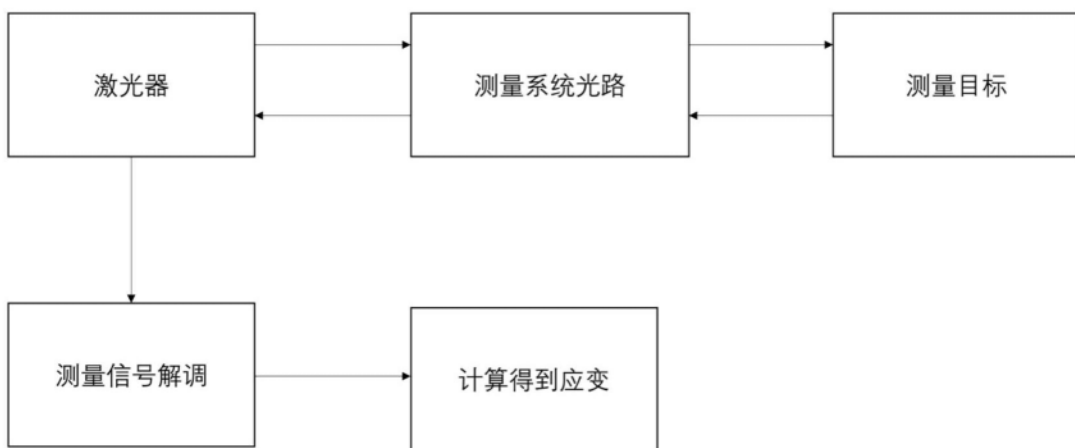 激光器
测量系统光路
测量目标
测量信号解调
计算得到应变